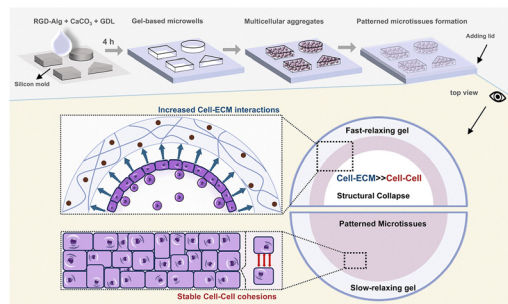 RGD-Alg + CaCO₃ + GDL
Gel-based microwells
Multicellular aggregates
Patterned microtissues formation
4 h
Adding lid
Silicon mold
top view
Increased Cell-ECM interactions
Fast-relaxing gel
Cell-ECM>>Cell-Cell
Structural Collapse
Patterned Microtissues
Slow-relaxing gel
Stable Cell-Cell cohesions